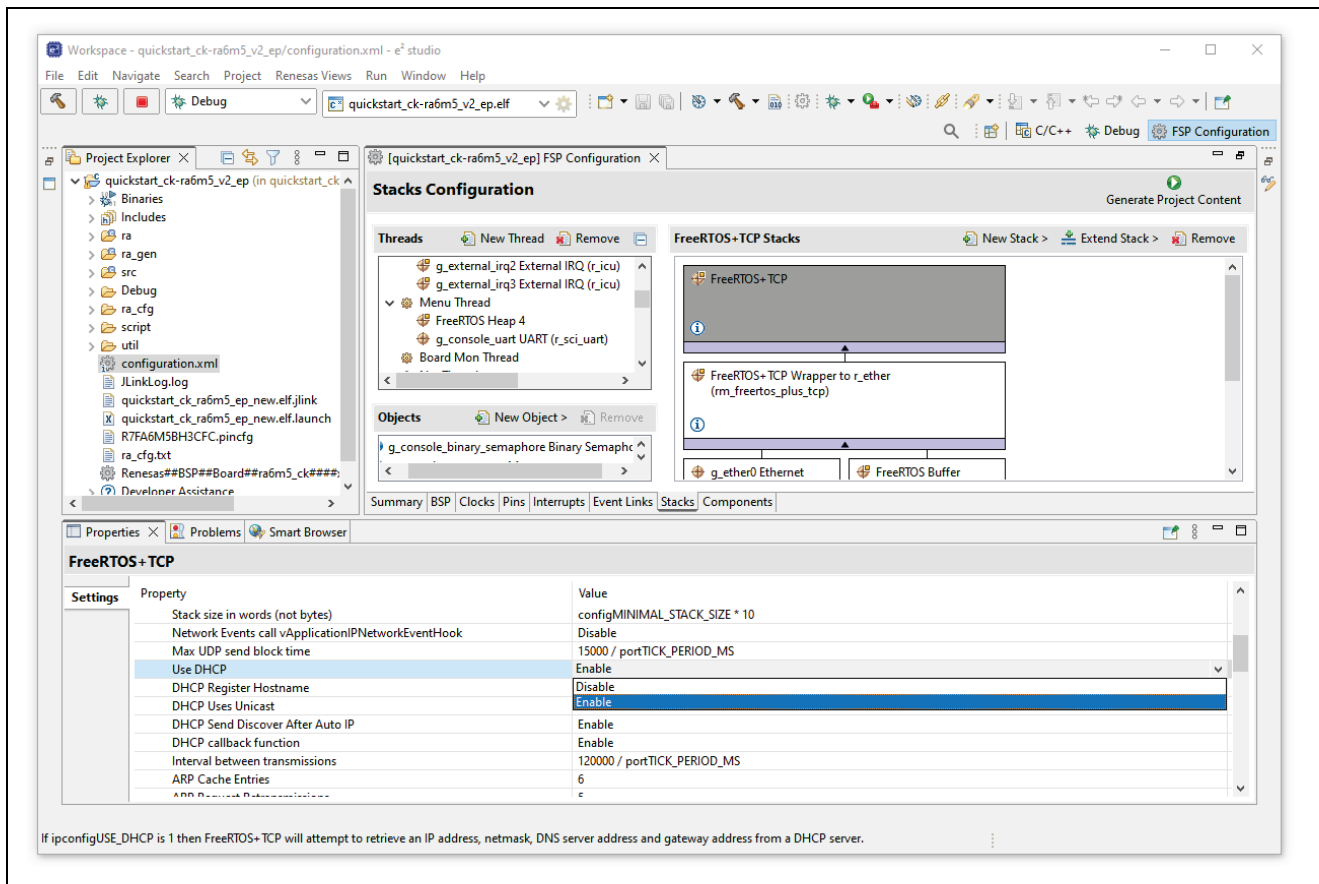 Workspace - quickstart_ck-ra6m5_v2_ep/configuration.xml - e² studio
File Edit Navigate Search Project Renesas Views Run Window Help
Debug
quickstart_ck-ra6m5_v2_ep.elf
C/C++ Debug FSP Configuration
Project Explorer
quickstart_ck-ra6m5_v2_ep (in quickstart_ck
Binaries
Includes
ra
ra_gen
src
Debug
ra_cfg
script
util
configuration.xml
JLinkLog.log
quickstart_ck_ra6m5_ep_new.elf.jlink
quickstart_ck_ra6m5_ep_new.elf.launch
R7FA6M5BH3CFC.pincfg
ra_cfg.txt
Renesas##BSP##Board##ra6m5_ck####
Developer Assistance
[quickstart_ck-ra6m5_v2_ep] FSP Configuration
Stacks Configuration
Generate Project Content
Threads New Thread Remove
g_external_irq2 External IRQ (r_icu)
g_external_irq3 External IRQ (r_icu)
Menu Thread
FreeRTOS Heap 4
g_console_uart UART (r_sci_uart)
Board Mon Thread
Objects New Object > Remove
g_console_binary_semaphore Binary Semapho
FreeRTOS+TCP Stacks New Stack > Extend Stack > Remove
FreeRTOS+TCP
FreeRTOS+TCP Wrapper to r_ether
(rm_freertos_plus_tcp)
g_ether0 Ethernet FreeRTOS Buffer
Summary BSP Clocks Pins Interrupts Event Links Stacks Components
Properties Problems Smart Browser
FreeRTOS+TCP
Settings
Property Value
Stack size in words (not bytes) configMINIMAL_STACK_SIZE * 10
Network Events call vApplicationIPNetworkEventHook Disable
Max UDP send block time 15000 / portTICK_PERIOD_MS
Use DHCP Enable
DHCP Register Hostname Disable
DHCP Uses Unicast Enable
DHCP Send Discover After Auto IP Enable
DHCP callback function Enable
Interval between transmissions 120000 / portTICK_PERIOD_MS
ARP Cache Entries 6
ARP Request Retransmissions 5
If ipconfigUSE_DHCP is 1 then FreeRTOS+TCP will attempt to retrieve an IP address, netmask, DNS server address and gateway address from a DHCP server.